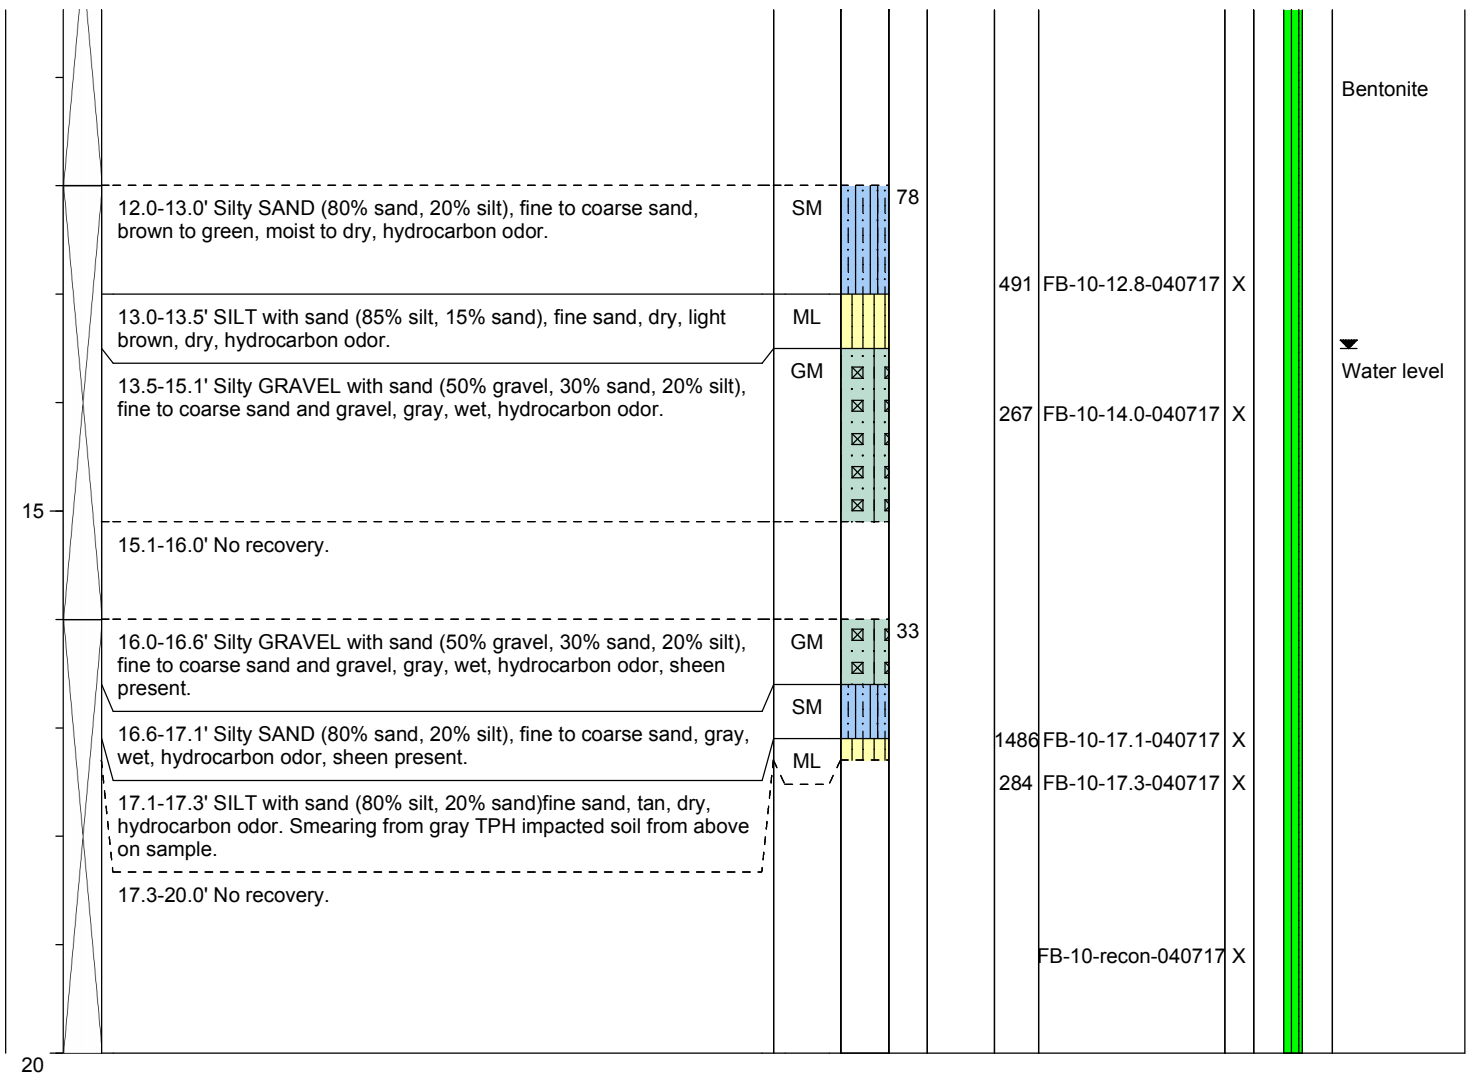 Bentonite
12.0-13.0' Silty SAND (80% sand, 20% silt), fine to coarse sand,
brown to green, moist to dry, hydrocarbon odor.
SM
78
491 FB-10-12.8-040717 X
13.0-13.5' SILT with sand (85% silt, 15% sand), fine sand, dry, light
brown, dry, hydrocarbon odor.
ML
Water level
13.5-15.1' Silty GRAVEL with sand (50% gravel, 30% sand, 20% silt),
fine to coarse sand and gravel, gray, wet, hydrocarbon odor.
GM
267 FB-10-14.0-040717 X
15
15.1-16.0' No recovery.
16.0-16.6' Silty GRAVEL with sand (50% gravel, 30% sand, 20% silt),
fine to coarse sand and gravel, gray, wet, hydrocarbon odor, sheen
present.
GM
33
16.6-17.1' Silty SAND (80% sand, 20% silt), fine to coarse sand, gray,
wet, hydrocarbon odor, sheen present.
SM
1486 FB-10-17.1-040717 X
17.1-17.3' SILT with sand (80% silt, 20% sand)fine sand, tan, dry,
hydrocarbon odor. Smearing from gray TPH impacted soil from above
on sample.
ML
284 FB-10-17.3-040717 X
17.3-20.0' No recovery.
FB-10-recon-040717 X
20